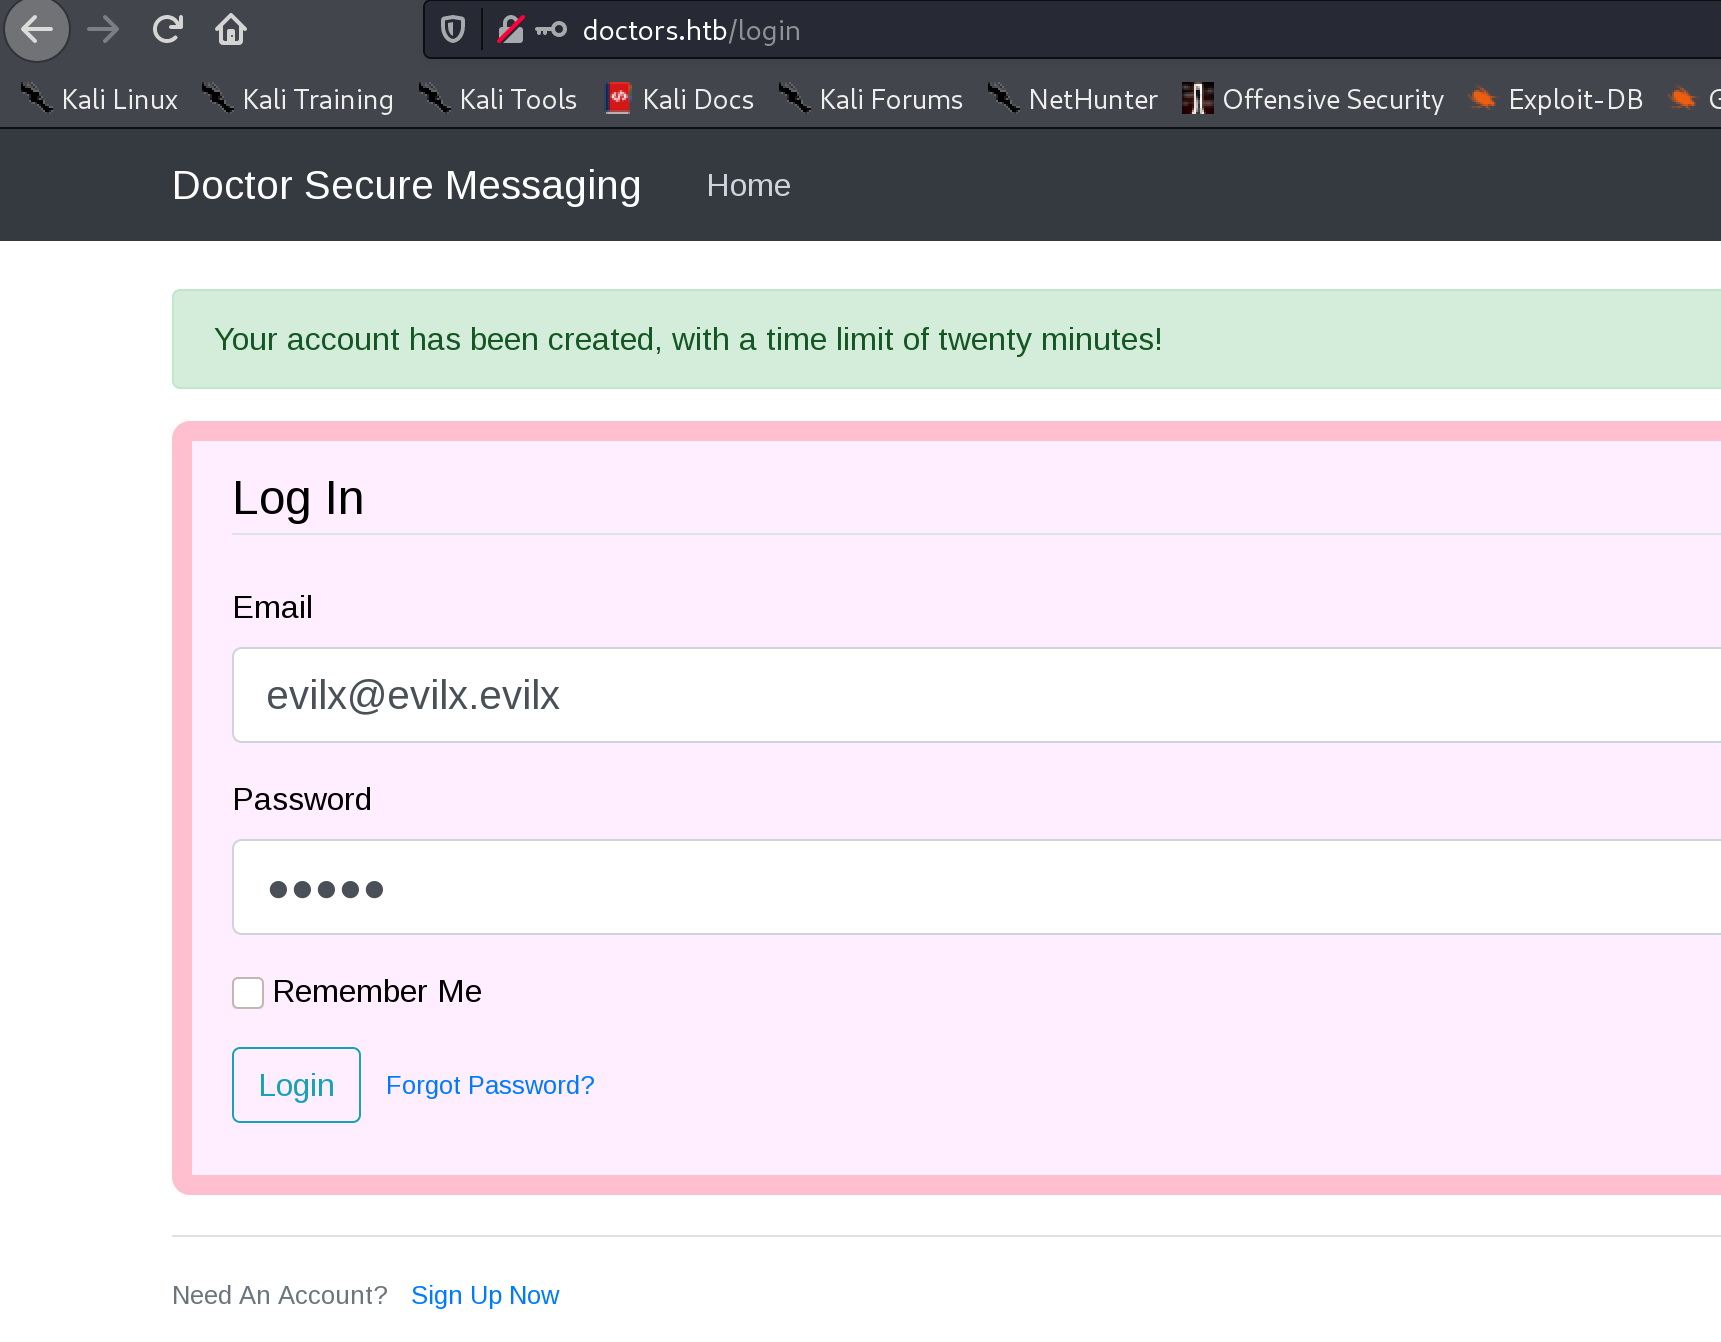 doctors.htb/login
Kali Linux Kali Training Kali Tools Kali Docs Kali Forums NetHunter Offensive Security Exploit-DB G
Doctor Secure Messaging Home
Your account has been created, with a time limit of twenty minutes!
Log In
Email
evilx@evilx.evilx
Password
●●●●●
Remember Me
Login Forgot Password?
Need An Account? Sign Up Now